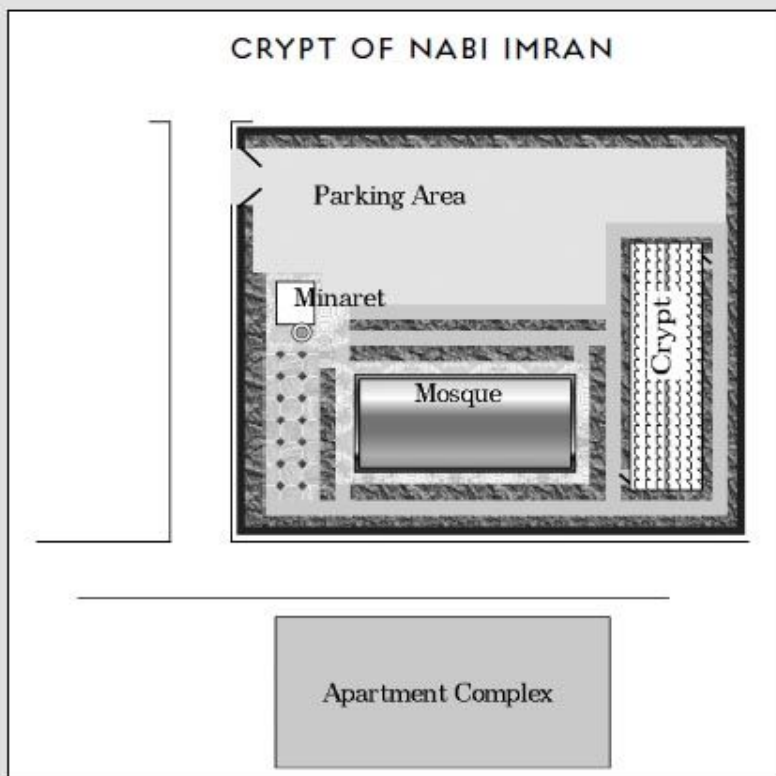 CRYPT OF NABI IMRAN
Parking Area
Minaret
Crypt
Mosque
Apartment Complex